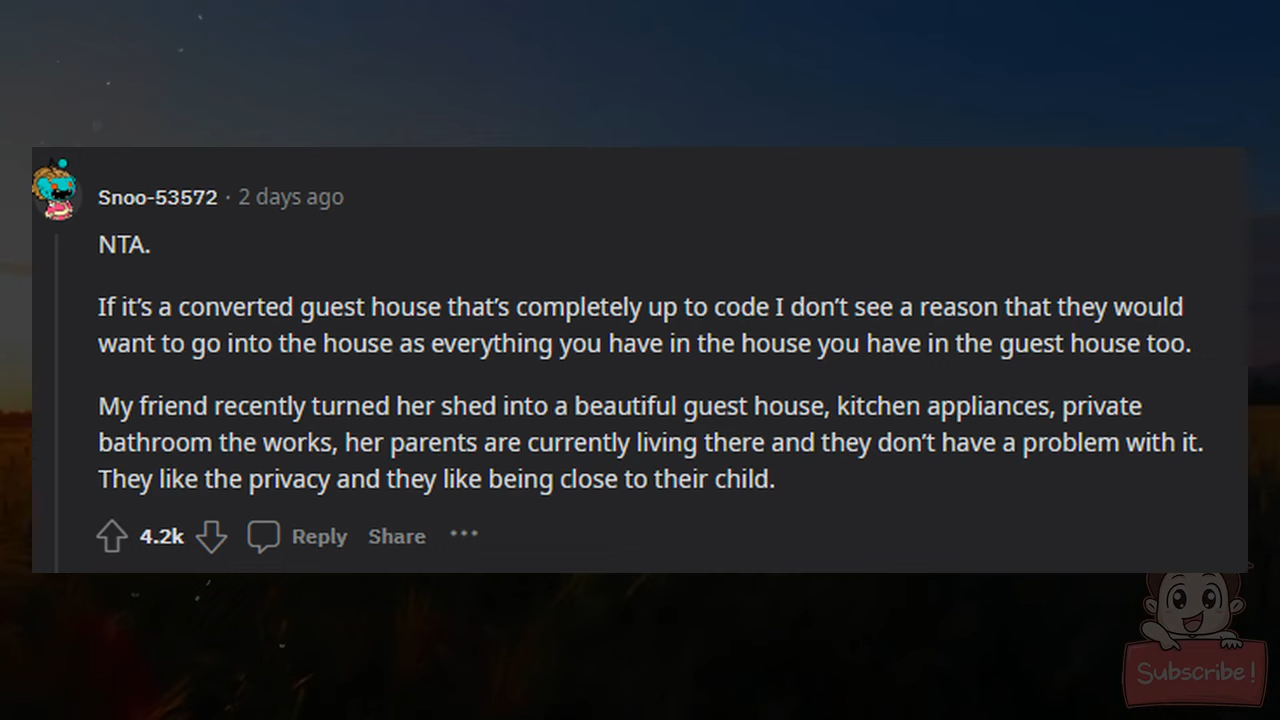 Snoo-53572 · 2 days ago
NTA.
If it’s a converted guest house that’s completely up to code I don’t see a reason that they would
want to go into the house as everything you have in the house you have in the guest house too.
My friend recently turned her shed into a beautiful guest house, kitchen appliances, private
bathroom the works, her parents are currently living there and they don’t have a problem with it.
They like the privacy and they like being close to their child.
4.2k Reply Share ···
Subscribe!